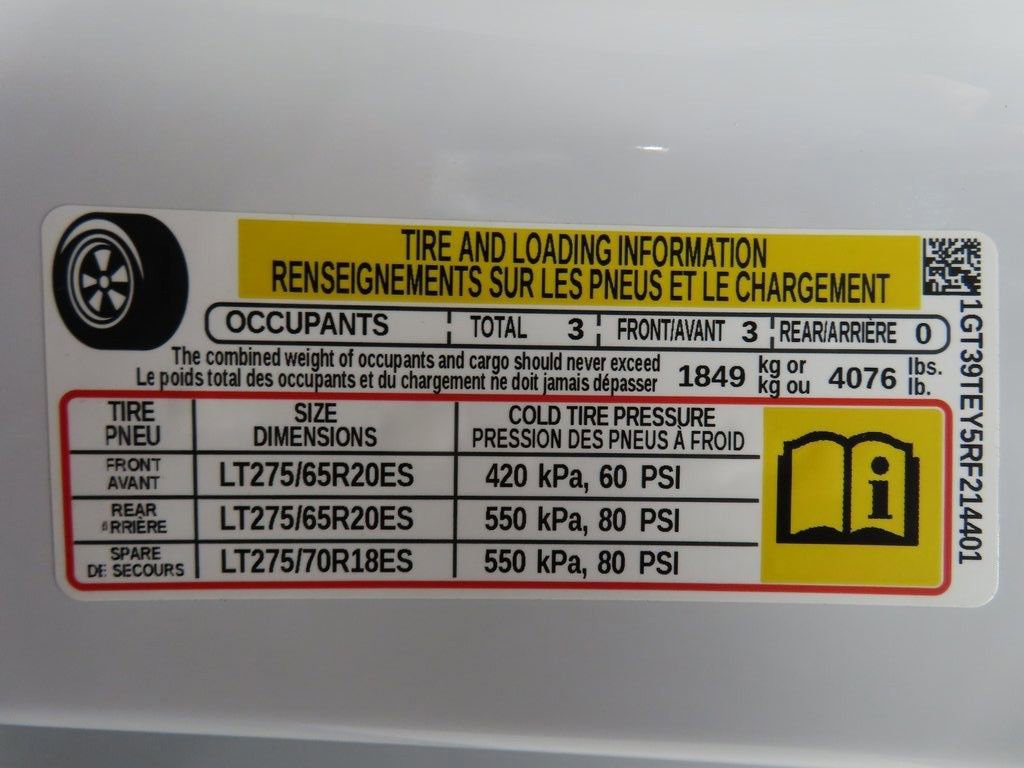 TIRE AND LOADING INFORMATION
RENSEIGNEMENTS SUR LES PNEUS ET LE CHARGEMENT
OCCUPANTS TOTAL 3 FRONT/AVANT 3 REAR/ARRIÈRE 0
The combined weight of occupants and cargo should never exceed 1849 kg or 4076 lbs.
Le poids total des occupants et du chargement ne doit jamais dépasser kg ou lb.
TIRE SIZE COLD TIRE PRESSURE
PNEU DIMENSIONS PRESSION DES PNEUS À FROID
FRONT
AVANT LT275/65R20ES 420 kPa, 60 PSI
REAR
ARRIÈRE LT275/65R20ES 550 kPa, 80 PSI
SPARE
DE SECOURS LT275/70R18ES 550 kPa, 80 PSI
i
1GT39TEY5RF214401